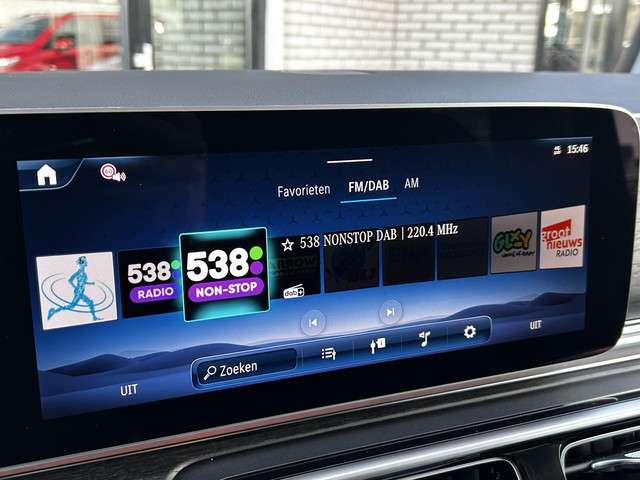 15:46
Favorieten FM/DAB AM
538 NONSTOP DAB | 220.4 MHz
538
RADIO
538
NON-STOP
dab+
GLXY
groot
nieuws
RADIO
Zoeken
UIT
UIT